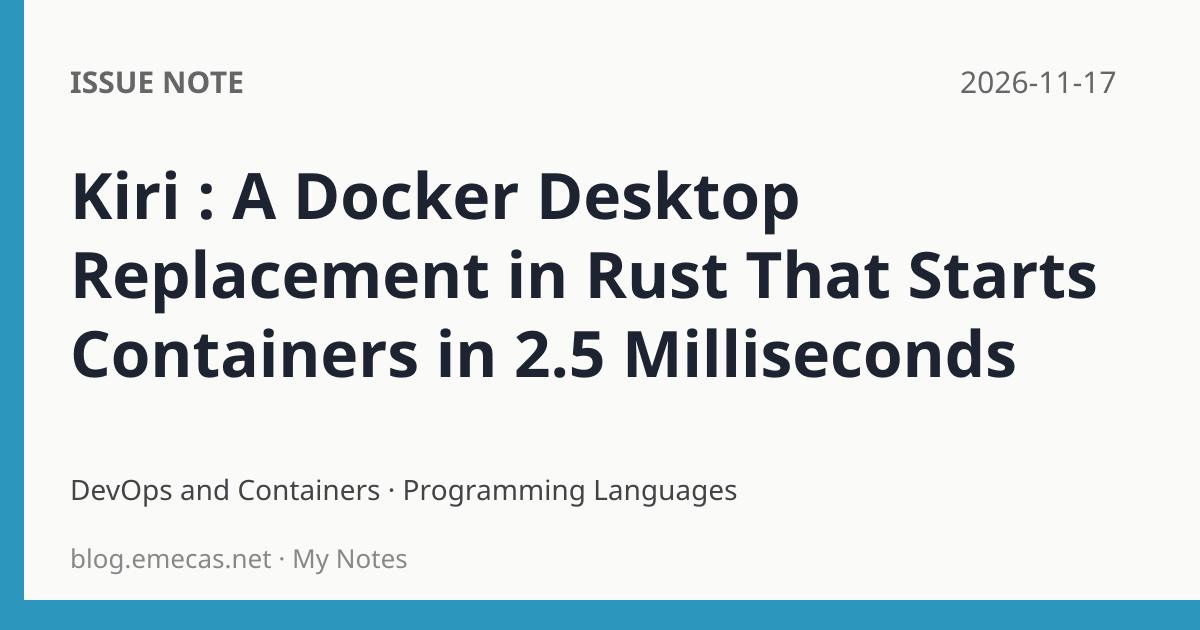 ISSUE NOTE
2026-11-17
Kiri : A Docker Desktop
Replacement in Rust That Starts
Containers in 2.5 Milliseconds
DevOps and Containers · Programming Languages
blog.emecas.net · My Notes